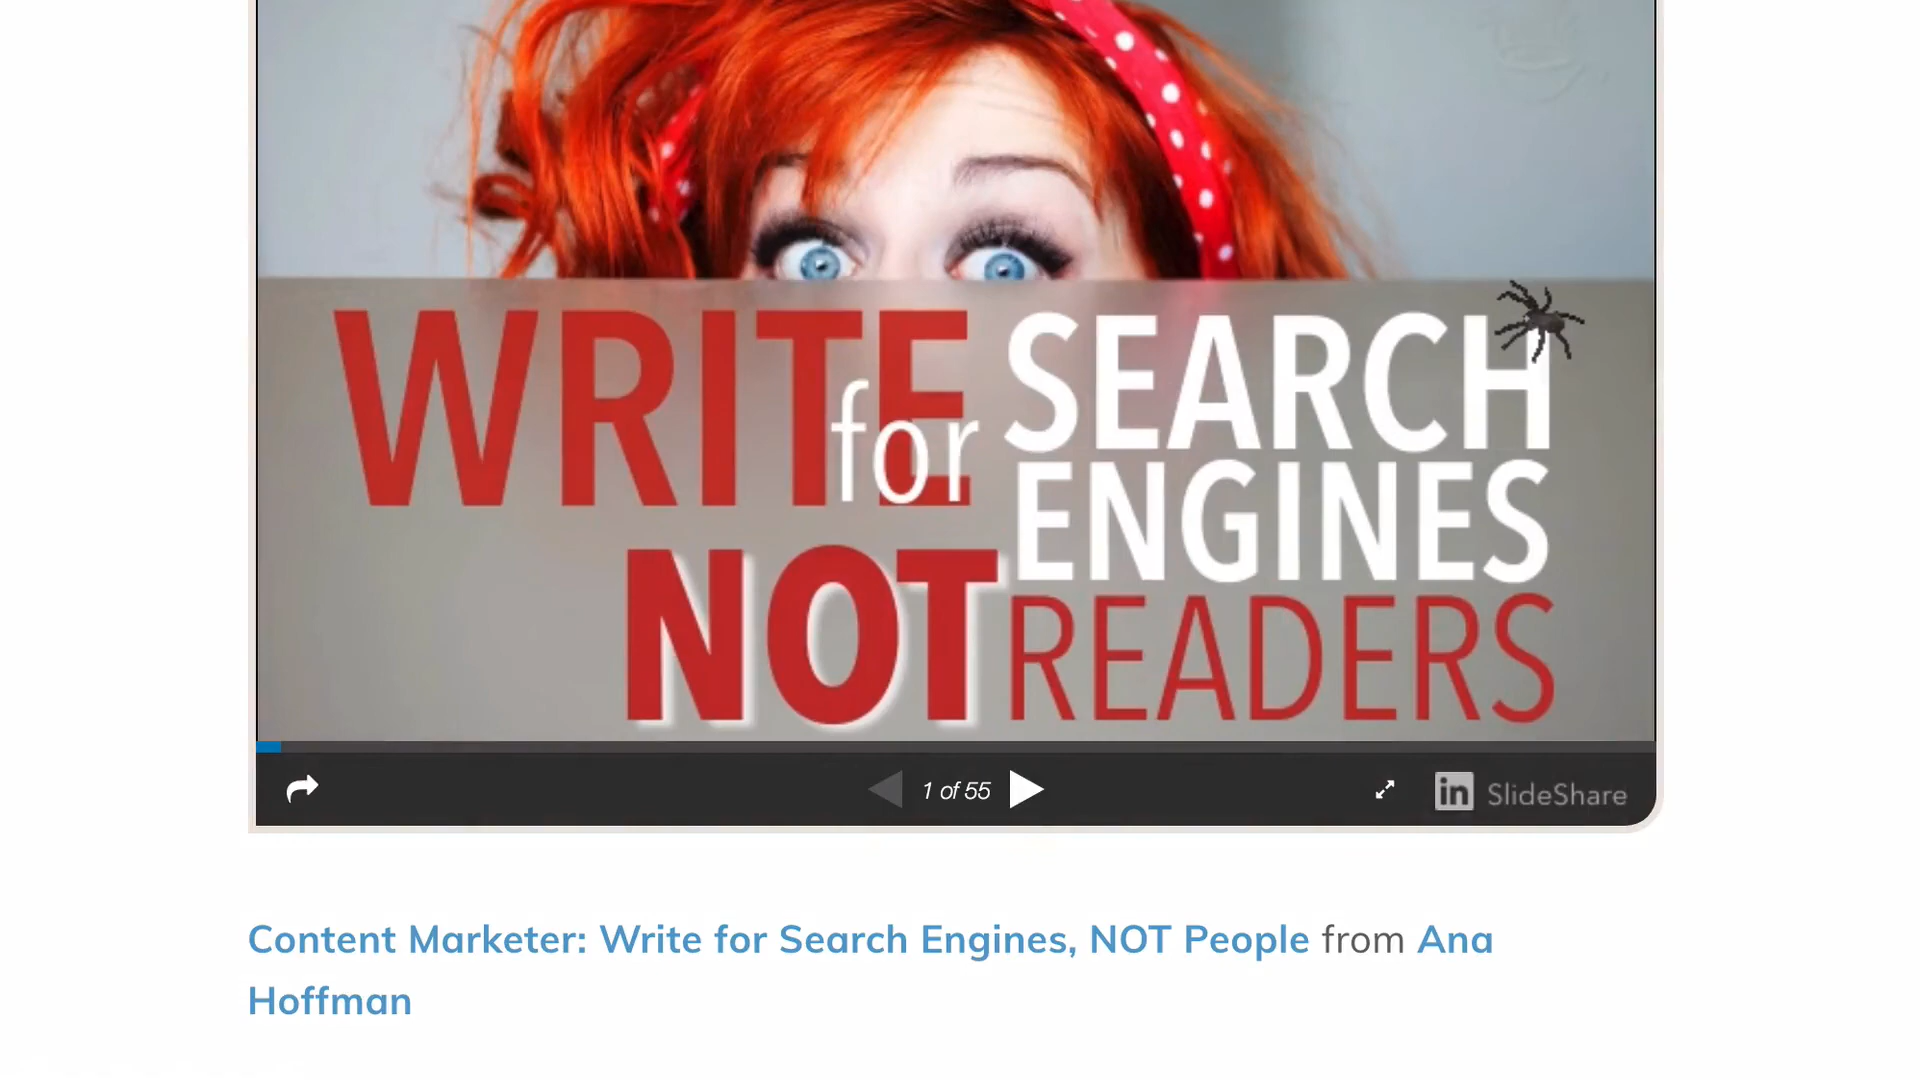 WRITE for SEARCH
ENGINES
NOT READERS
1 of 55
in SlideShare
Content Marketer: Write for Search Engines, NOT People from Ana
Hoffman